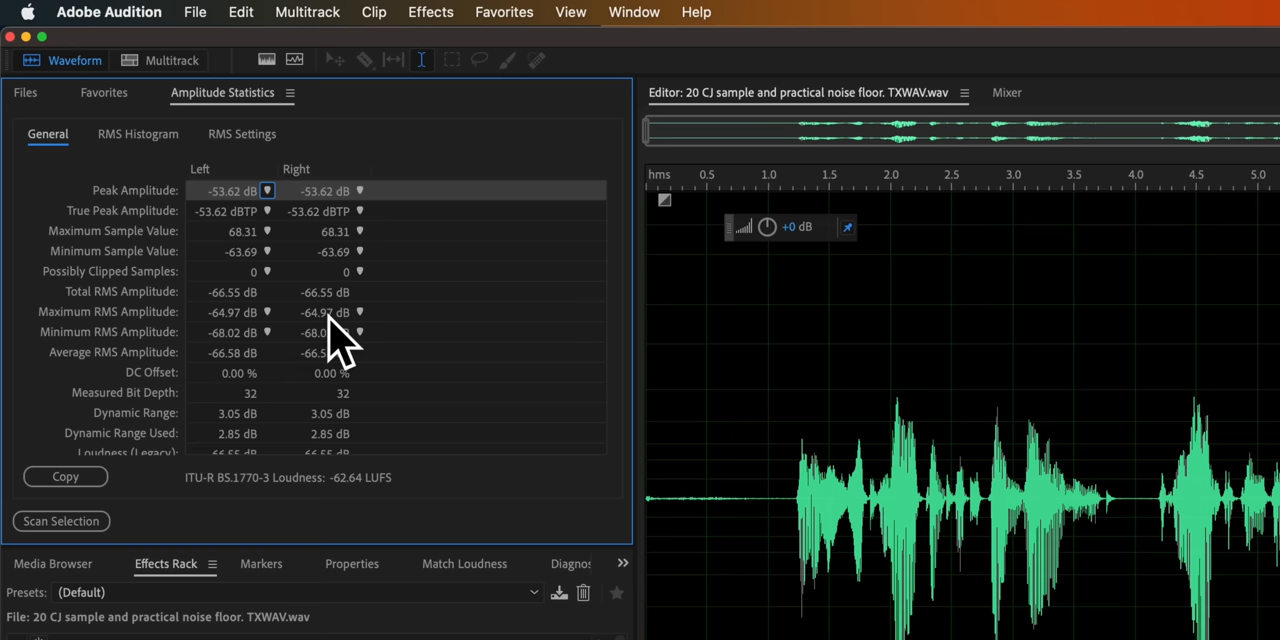 Adobe Audition File Edit Multitrack Clip Effects Favorites View Window Help
Waveform Multitrack
Files Favorites Amplitude Statistics
Editor: 20 CJ sample and practical noise floor. TXWAV.wav Mixer
General RMS Histogram RMS Settings
Left Right
hms 0.5 1.0 1.5 2.0 2.5 3.0 3.5 4.0 4.5 5.0
Peak Amplitude: -53.62 dB -53.62 dB
True Peak Amplitude: -53.62 dBTP -53.62 dBTP
+0 dB
Maximum Sample Value: 68.31 68.31
Minimum Sample Value: -63.69 -63.69
Possibly Clipped Samples: 0 0
Total RMS Amplitude: -66.55 dB -66.55 dB
Maximum RMS Amplitude: -64.97 dB -64.97 dB
Minimum RMS Amplitude: -68.02 dB
Average RMS Amplitude: -66.58 dB
DC Offset: 0.00 % 0.00 %
Measured Bit Depth: 32 32
Dynamic Range: 3.05 dB 3.05 dB
Dynamic Range Used: 2.85 dB 2.85 dB
Loudness (Legacy): -66.55 dB -66.55 dB
Copy ITU-R BS.1770-3 Loudness: -62.64 LUFS
Scan Selection
Media Browser Effects Rack Markers Properties Match Loudness Diagnos
Presets: (Default)
File: 20 CJ sample and practical noise floor. TXWAV.wav